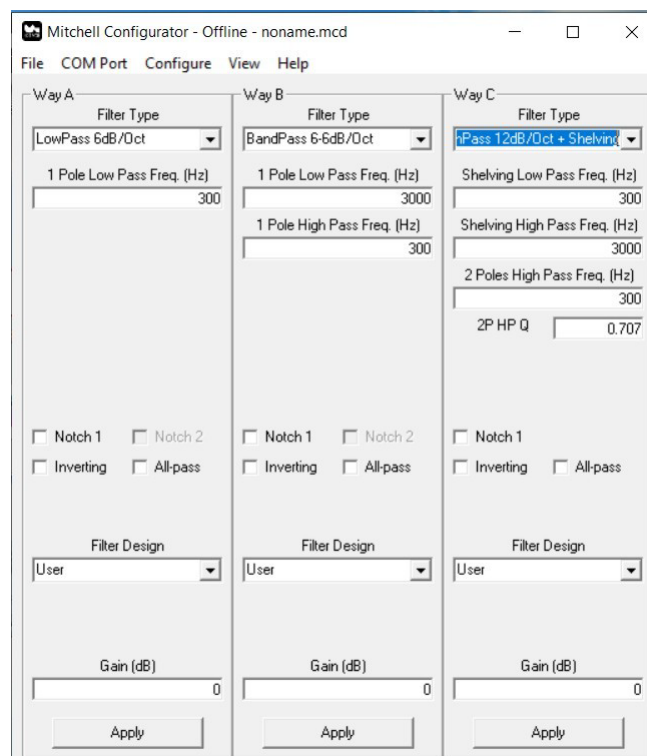 Mitchell Configurator - Offline - noname.mcd
File COM Port Configure View Help
Way A Way B Way C
Filter Type Filter Type Filter Type
LowPass 6dB/Oct BandPass 6-6dB/Oct hPass 12dB/Oct + Shelving
1 Pole Low Pass Freq. (Hz) 1 Pole Low Pass Freq. (Hz) Shelving Low Pass Freq. (Hz)
300 3000 300
1 Pole High Pass Freq. (Hz) Shelving High Pass Freq. (Hz)
300 3000
2 Poles High Pass Freq. (Hz)
300
2P HP Q 0.707
Notch 1 Notch 2 Notch 1 Notch 2 Notch 1
Inverting All-pass Inverting All-pass Inverting All-pass
Filter Design Filter Design Filter Design
User User User
Gain (dB) Gain (dB) Gain (dB)
0 0 0
Apply Apply Apply